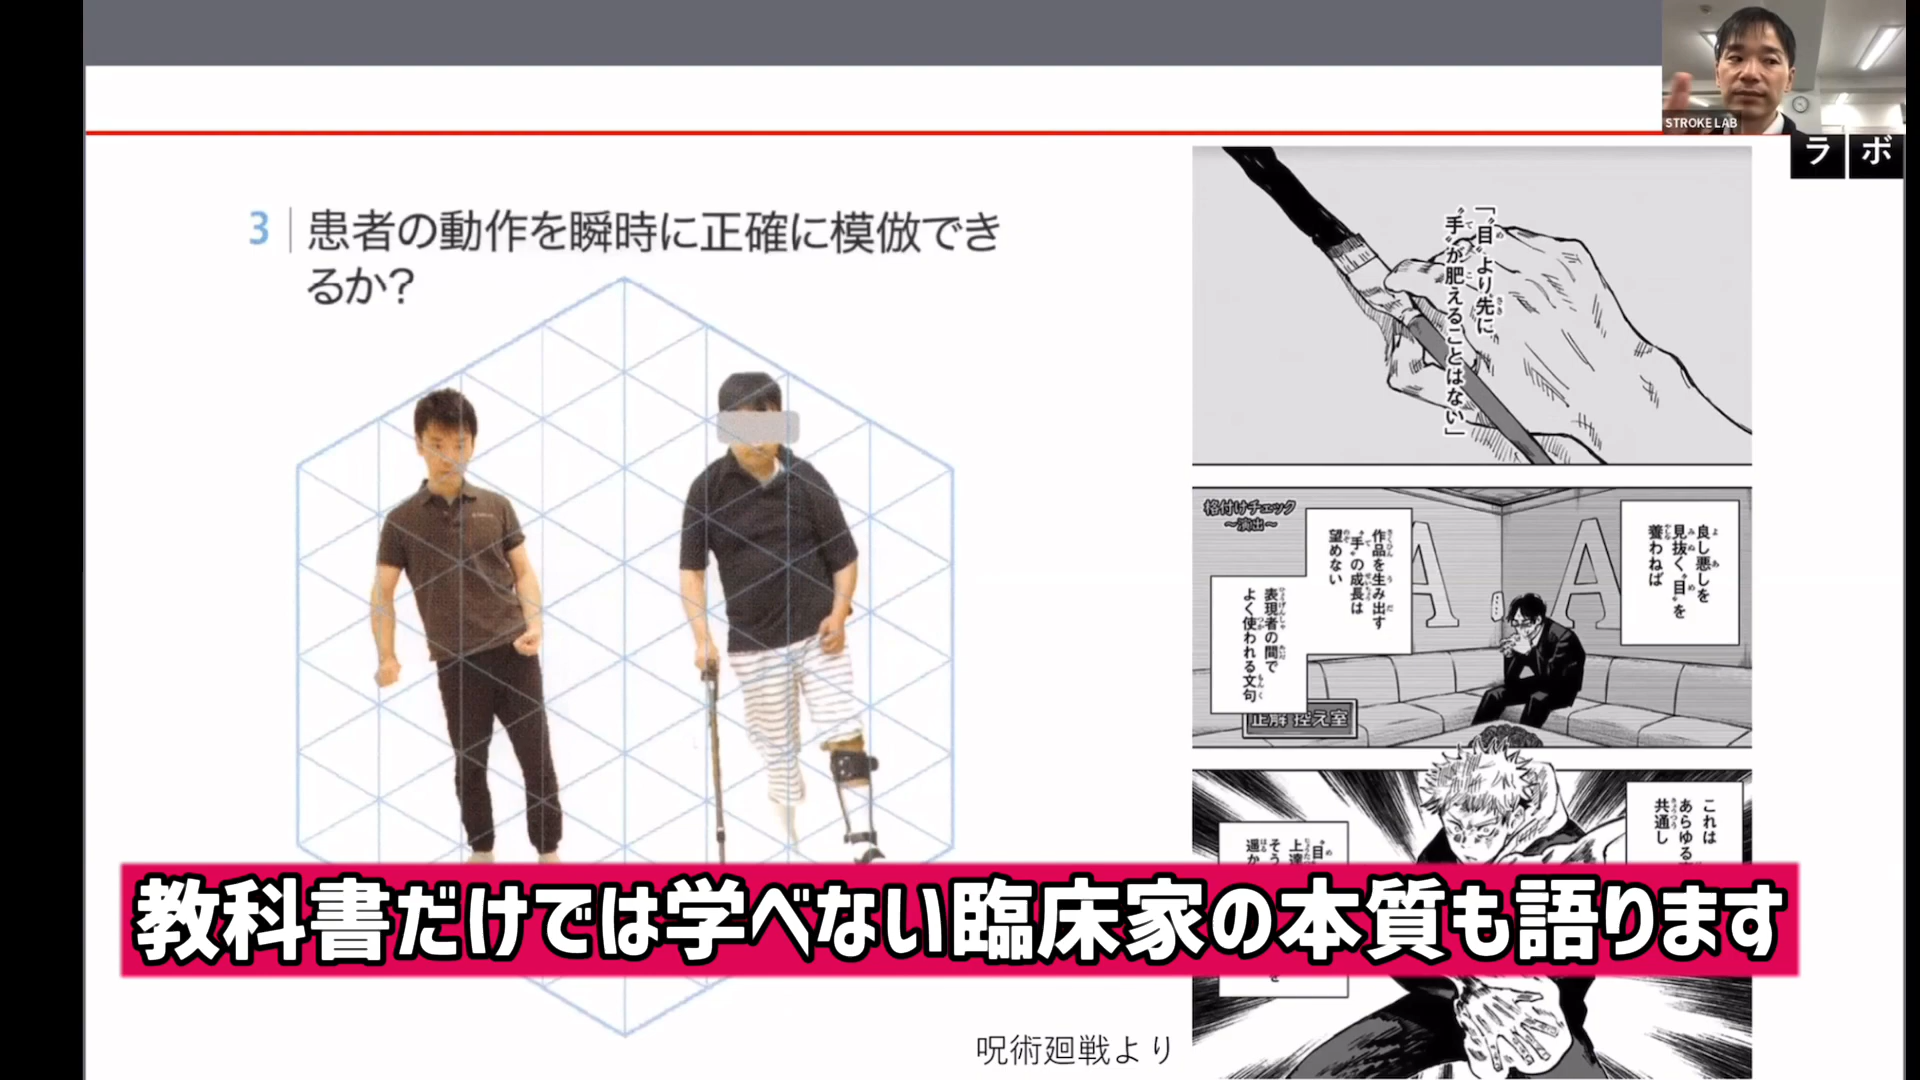 STROKE LAB
ラボ
3 患者の動作を瞬時に正確に模倣でき
るか?
「〝目〟より先に
〝手〟が肥えることはない」
格付けチェック
~演出~
良し悪しを
見抜く〝目〟を
養わねば
作品を生み出す
〝手〟の成長は
望めない
表現者の間で
よく使われる文句
A
A
正解 控え室
これは
あらゆる
共通し
〝目
上達
そう
遥か
教科書だけでは学べない臨床家の本質も語ります
呪術廻戦より